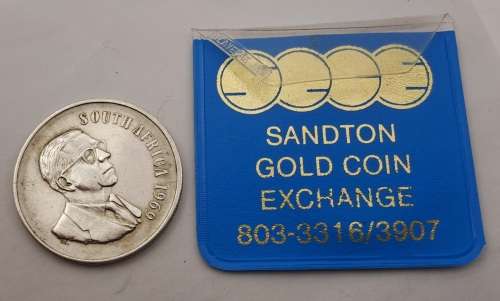 SOUTH AFRICA 1969
SANDTON
GOLD COIN
EXCHANGE
803-3316/3907